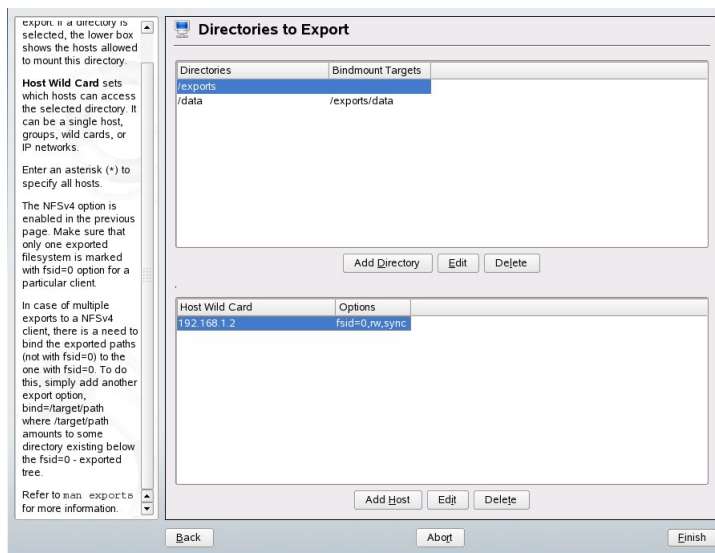 export. If a directory is
selected, the lower box
shows the hosts allowed
to mount this directory.
Host Wild Card sets
which hosts can access
the selected directory. It
can be a single host,
groups, wild cards, or
IP networks.
Enter an asterisk (*) to
specify all hosts.
The NFSv4 option is
enabled in the previous
page. Make sure that
only one exported
filesystem is marked
with fsid=0 option for a
particular client.
In case of multiple
exports to a NFSv4
client, there is a need to
bind the exported paths
(not with fsid=0) to the
one with fsid=0. To do
this, simply add another
export option,
bind=/target/path
where /target/path
amounts to some
directory existing below
the fsid=0 - exported
tree.
Refer to man exports
for more information.
Directories to Export
Directories Bindmount Targets
/exports
/data /exports/data
Add Directory Edit Delete
Host Wild Card Options
192.168.1.2 fsid=0,rw,sync
Add Host Edit Delete
Back Abort Finish